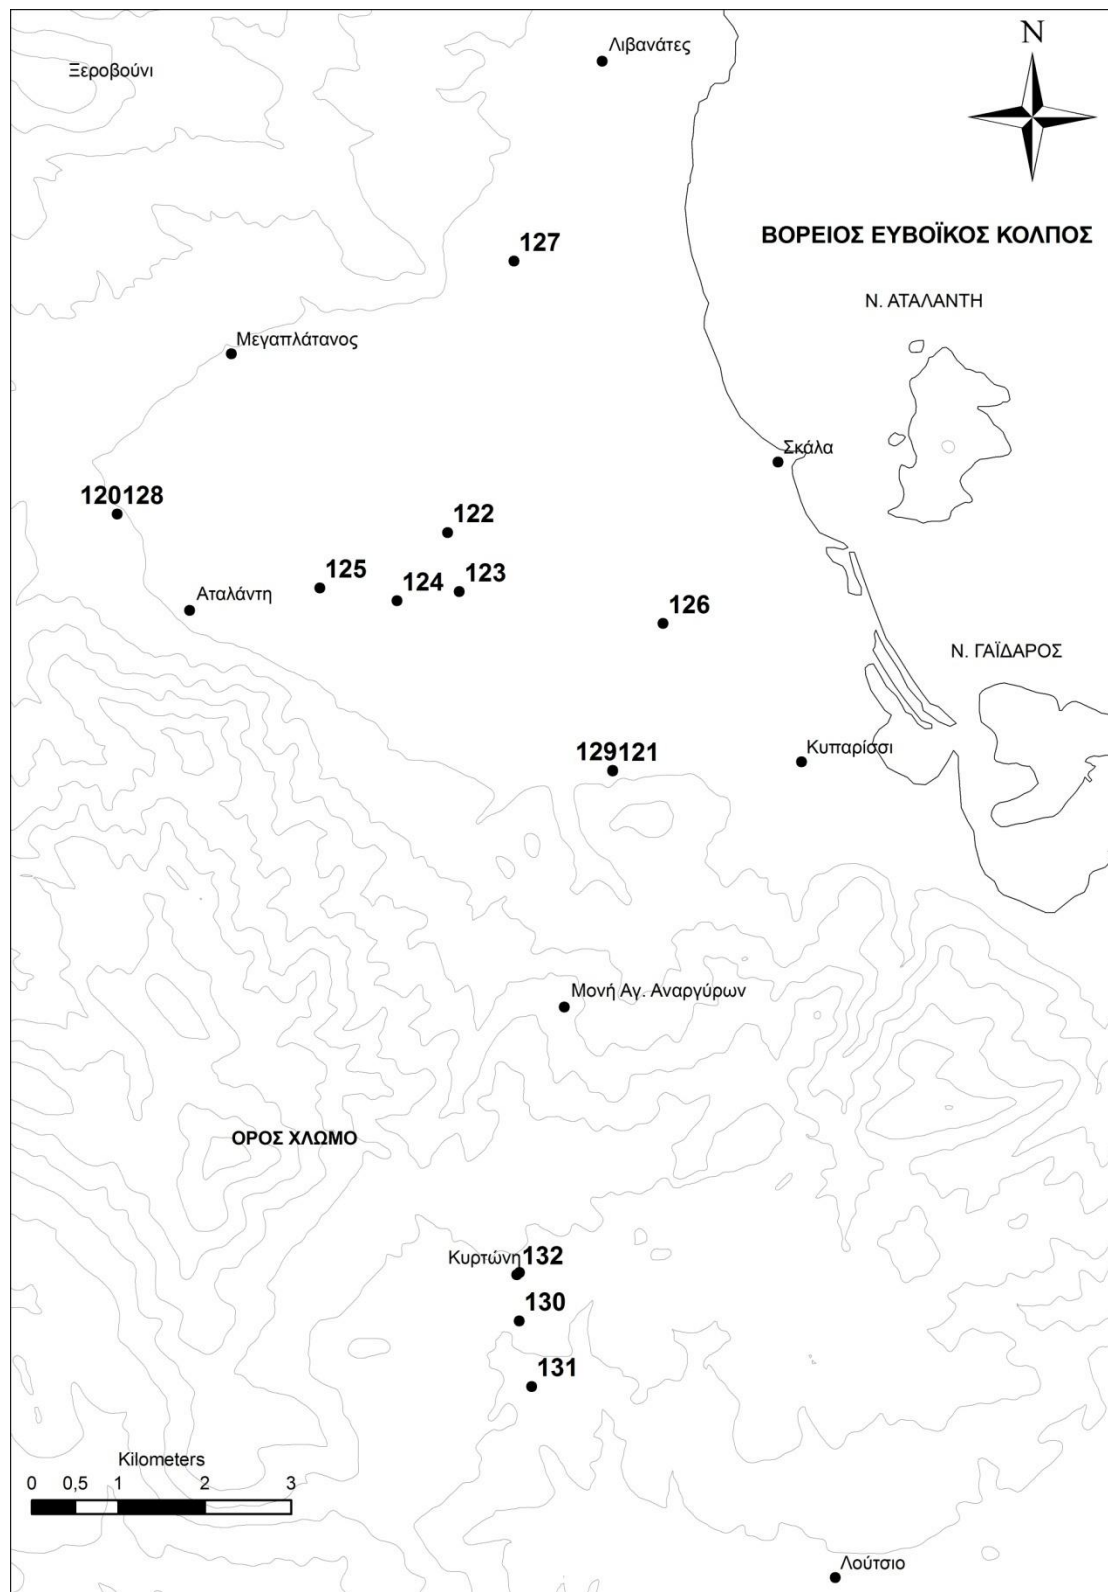 N
Λιβανάτες
Ξεροβούνι
127
ΒΟΡΕΙΟΣ ΕΥΒΟΪΚΟΣ ΚΟΛΠΟΣ
Ν. ΑΤΑΛΑΝΤΗ
Μεγαπλάτανος
Σκάλα
120128
122
125
124
123
Αταλάντη
126
Ν. ΓΑΪΔΑΡΟΣ
129121
Κυπαρίσσι
Μονή Αγ. Αναργύρων
ΟΡΟΣ ΧΛΩΜΟ
Κυρτώνη 132
130
131
Kilometers
0 0,5 1 2 3
Λούτσιο